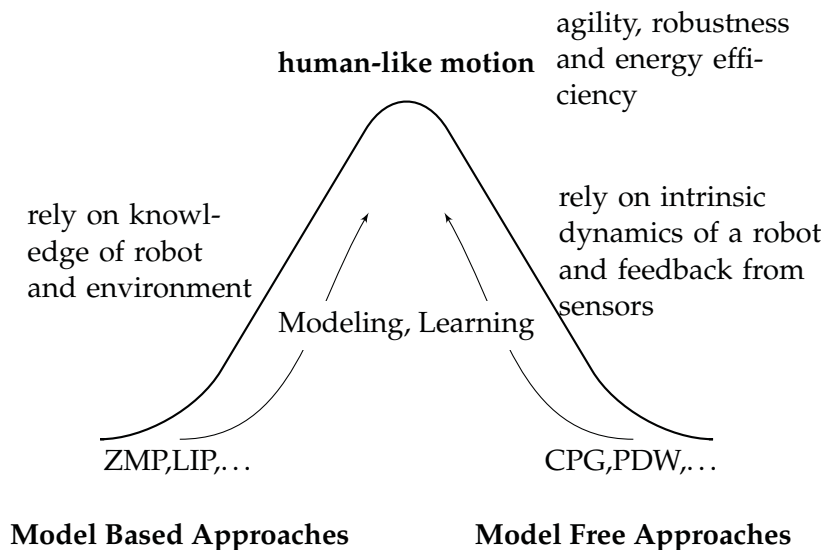 agility, robustness
and energy effi-
ciency
human-like motion
rely on knowl-
edge of robot
and environment
rely on intrinsic
dynamics of a robot
and feedback from
sensors
Modeling, Learning
ZMP,LIP,...
CPG,PDW,...
Model Based Approaches
Model Free Approaches